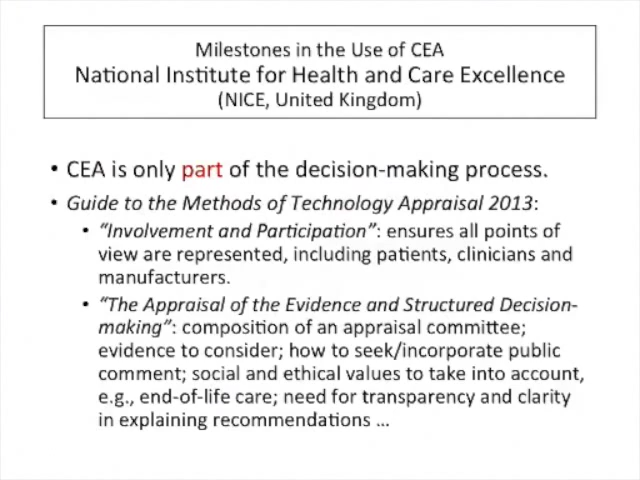 Milestones in the Use of CEA
National Institute for Health and Care Excellence
(NICE, United Kingdom)
• CEA is only part of the decision-making process.
• Guide to the Methods of Technology Appraisal 2013:
• “Involvement and Participation”: ensures all points of
view are represented, including patients, clinicians and
manufacturers.
• “The Appraisal of the Evidence and Structured Decision-
making”: composition of an appraisal committee;
evidence to consider; how to seek/incorporate public
comment; social and ethical values to take into account,
e.g., end-of-life care; need for transparency and clarity
in explaining recommendations …